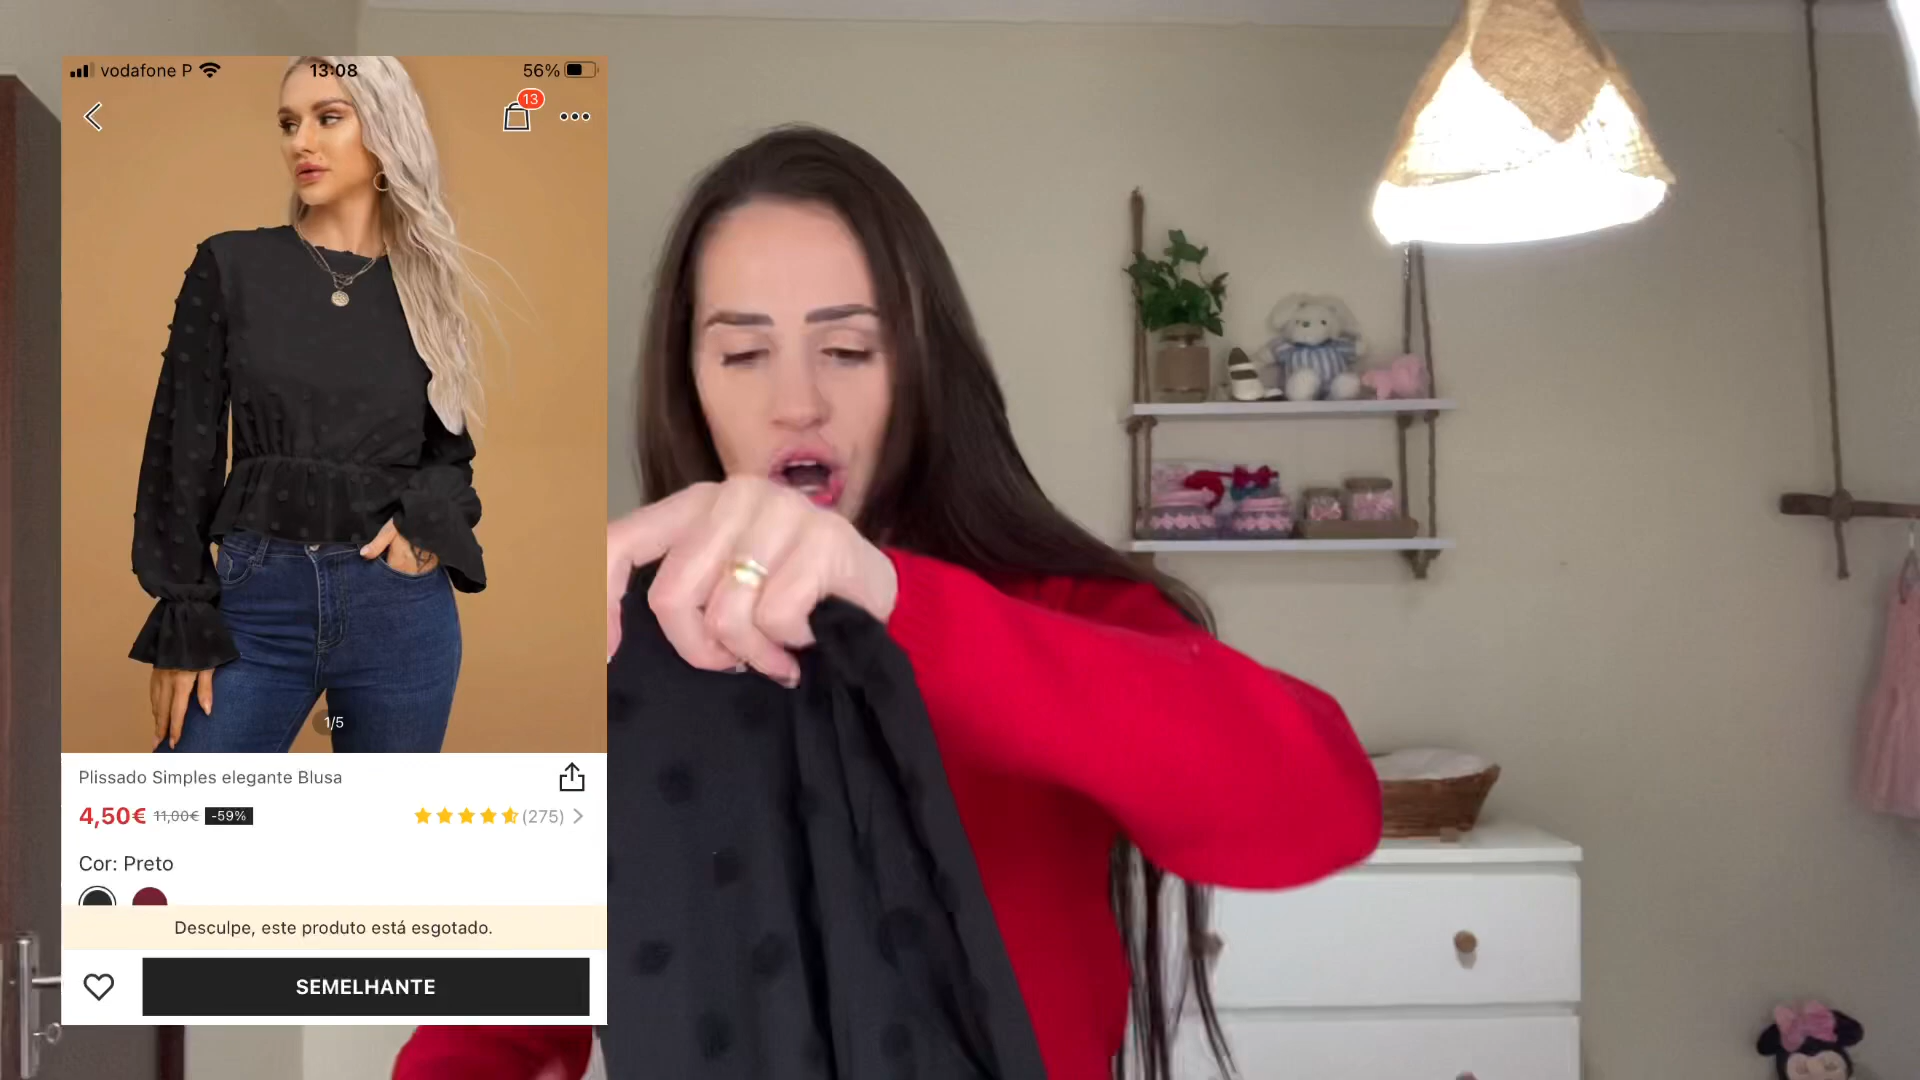 vodafone P
13:08
56%
13
1/5
Plissado Simples elegante Blusa
4,50€ 11,00€ -59%
(275)
Cor: Preto
Desculpe, este produto está esgotado.
SEMELHANTE